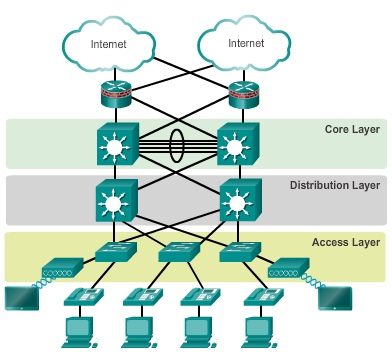 Internet
Internet
Core Layer
Distribution Layer
Access Layer